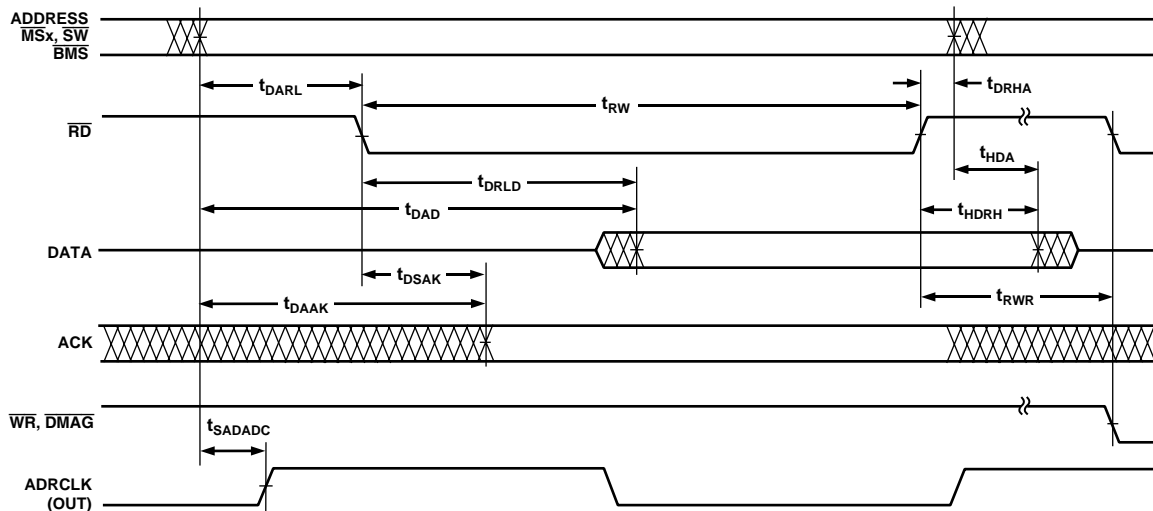 ADDRESS
MSx, SW
BMS
tDARL
tRW
tDRHA
RD
tHDA
tDRLD
tDAD
tHDRH
DATA
tDSAK
tDAAK
tRWR
ACK
WR, DMAG
tSADADC
ADRCLK
(OUT)